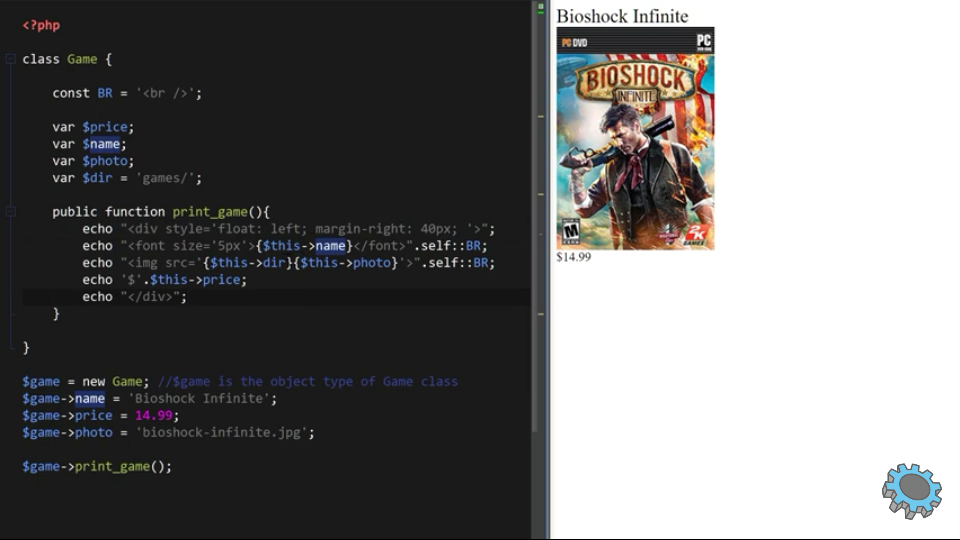 <?php
class Game {
const BR = '<br />';
var $price;
var $name;
var $photo;
var $dir = 'games/';
public function print_game(){
echo "<div style='float: left; margin-right: 40px; '>";
echo "<font size='5px'>{$this->name}</font>".self::BR;
echo "<img src='{$this->dir}{$this->photo}'>".self::BR;
echo '$'.$this->price;
echo "</div>";
}
}
$game = new Game; //$game is the object type of Game class
$game->name = 'Bioshock Infinite';
$game->price = 14.99;
$game->photo = 'bioshock-infinite.jpg';
$game->print_game();
Bioshock Infinite
PC DVD
PC
BIOSHOCK
INFINITE
M
2K
GAMES
$14.99